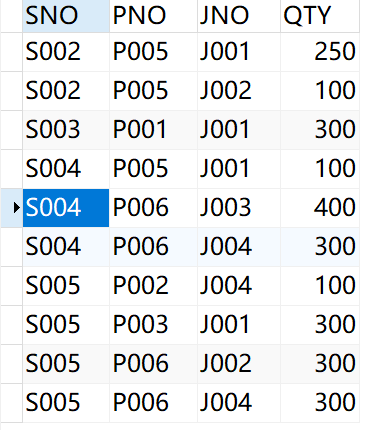 SNO PNO JNO QTY
S002 P005 J001 250
S002 P005 J002 100
S003 P001 J001 300
S004 P005 J001 100
S004 P006 J003 400
S004 P006 J004 300
S005 P002 J004 100
S005 P003 J001 300
S005 P006 J002 300
S005 P006 J004 300